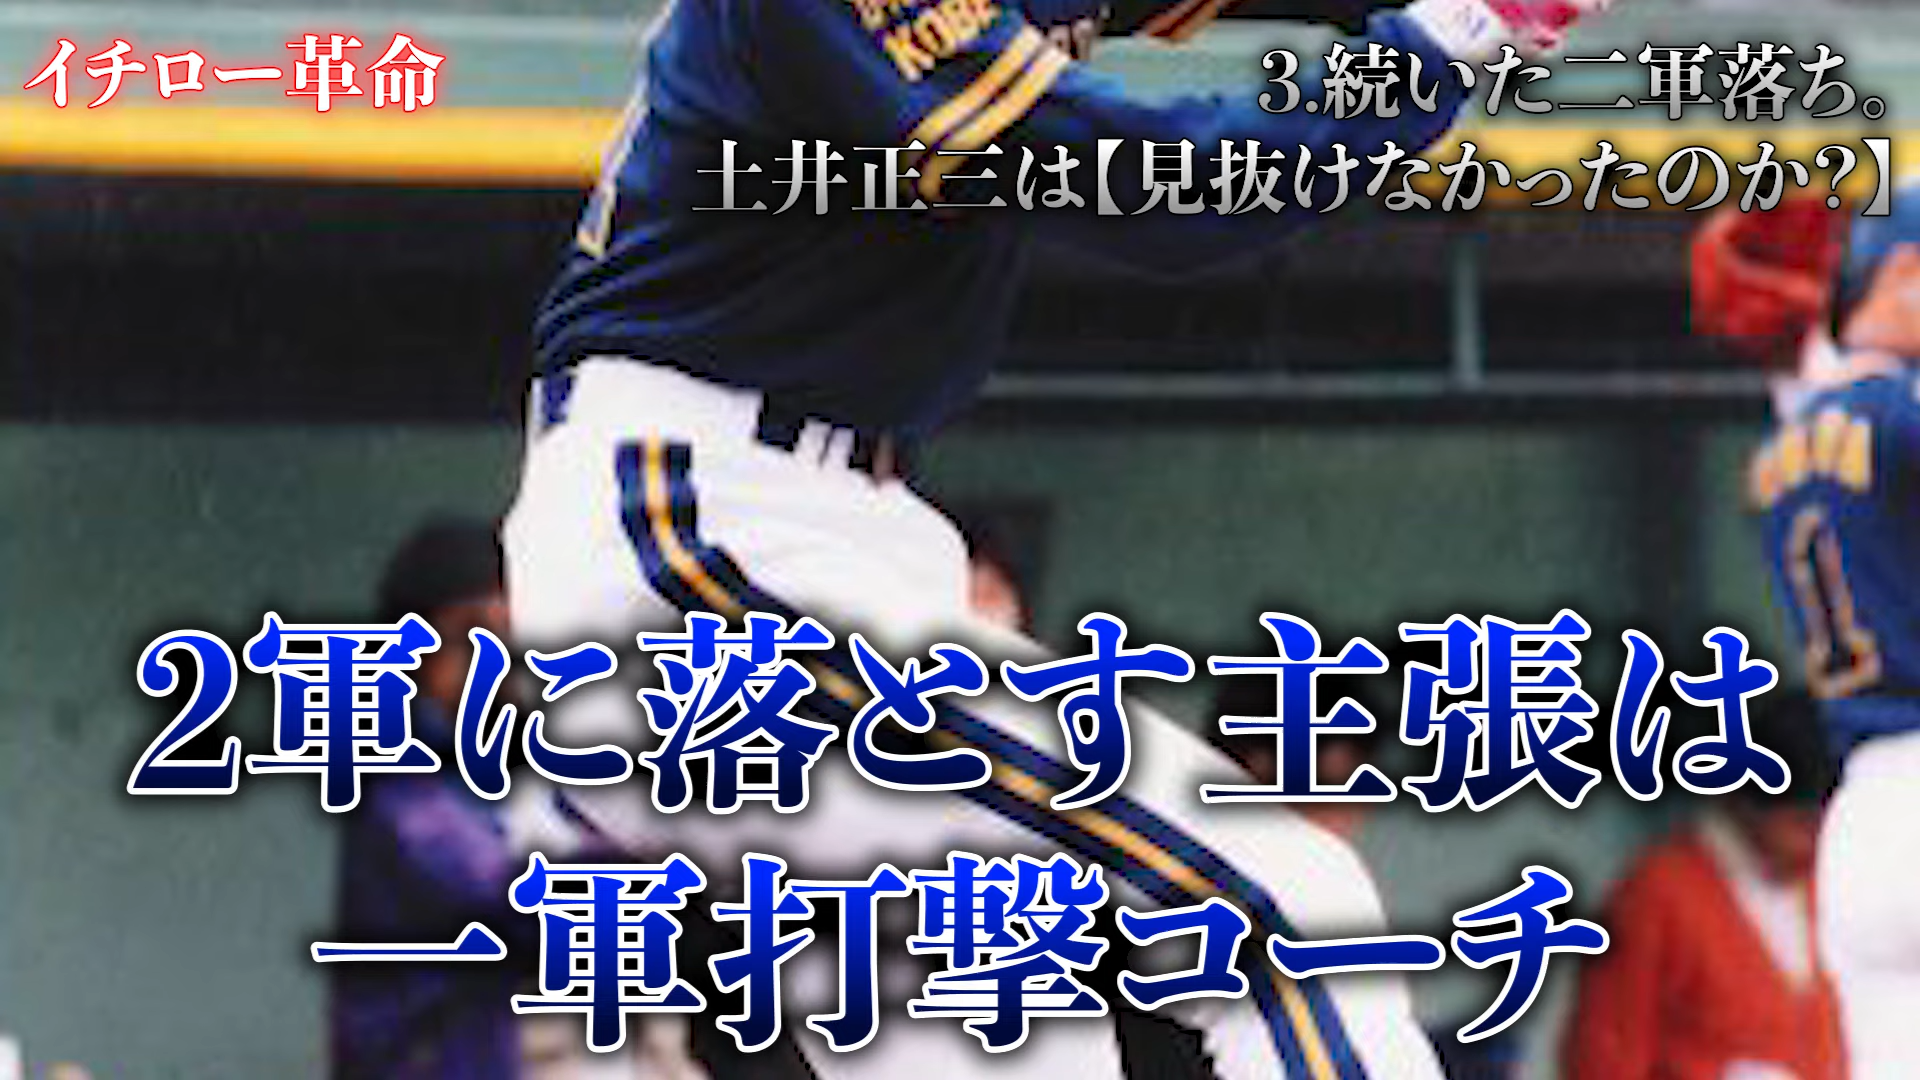 イチロー革命
3.続いた二軍落ち。
土井正三は【見抜けなかったのか?】
KOBE
2軍に落とす主張は
一軍打撃コーチ